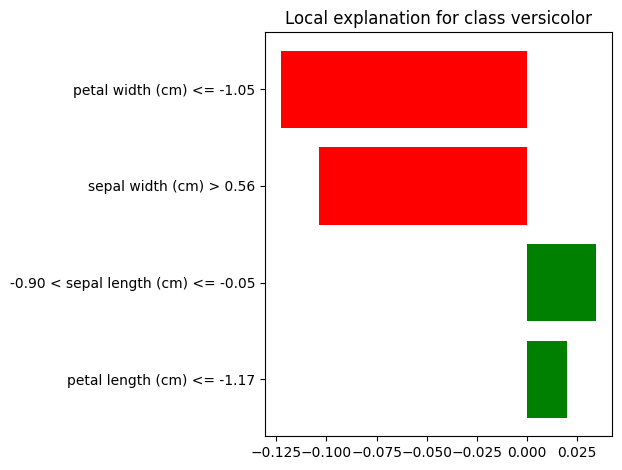 Local explanation for class versicolor
petal width (cm) <= -1.05
sepal width (cm) > 0.56
-0.90 < sepal length (cm) <= -0.05
petal length (cm) <= -1.17
−0.125 −0.100 −0.075 −0.050 −0.025 0.000 0.025